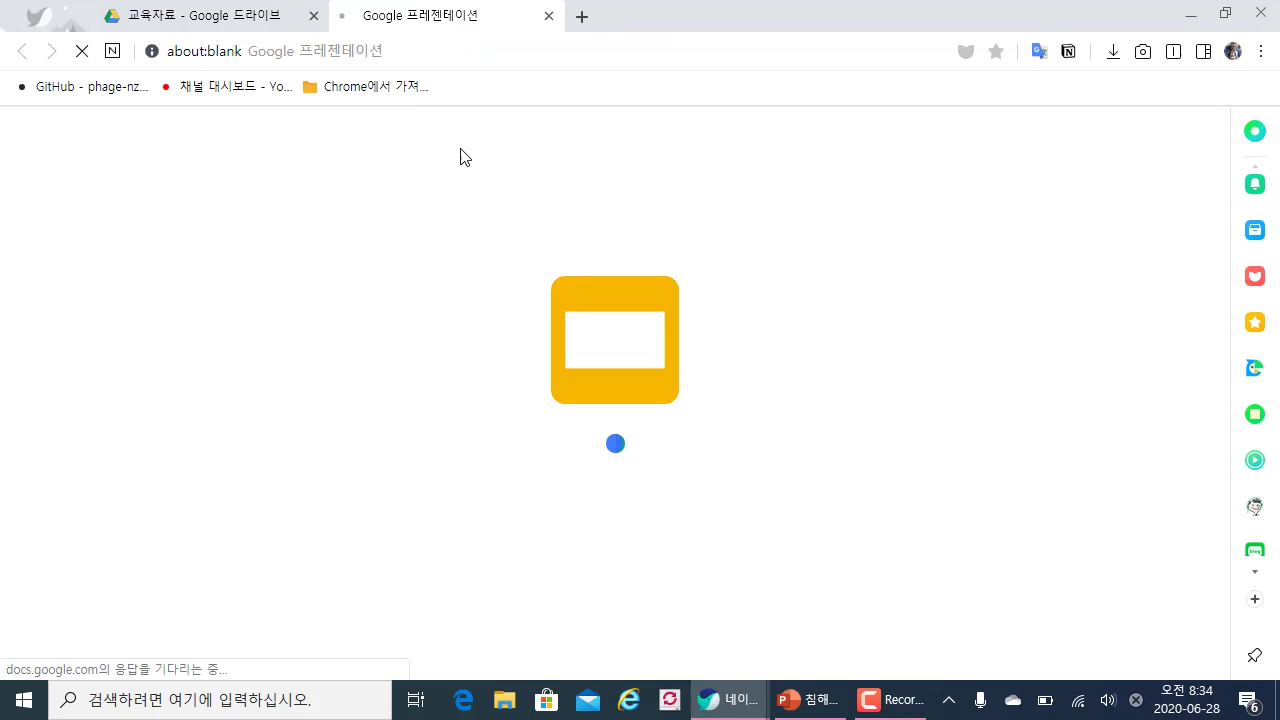 교육자료 - Google 드라이브
Google 프레젠테이션
about:blank Google 프레젠테이션
GitHub - phage-nz...
채널 대시보드 - Yo...
Chrome에서 가져...
blog
docs.google.com의 응답을 기다리는 중...
검색하려면 여기에 입력하십시오.
네이...
침해...
Recor...
오전 8:34
2020-06-28
6